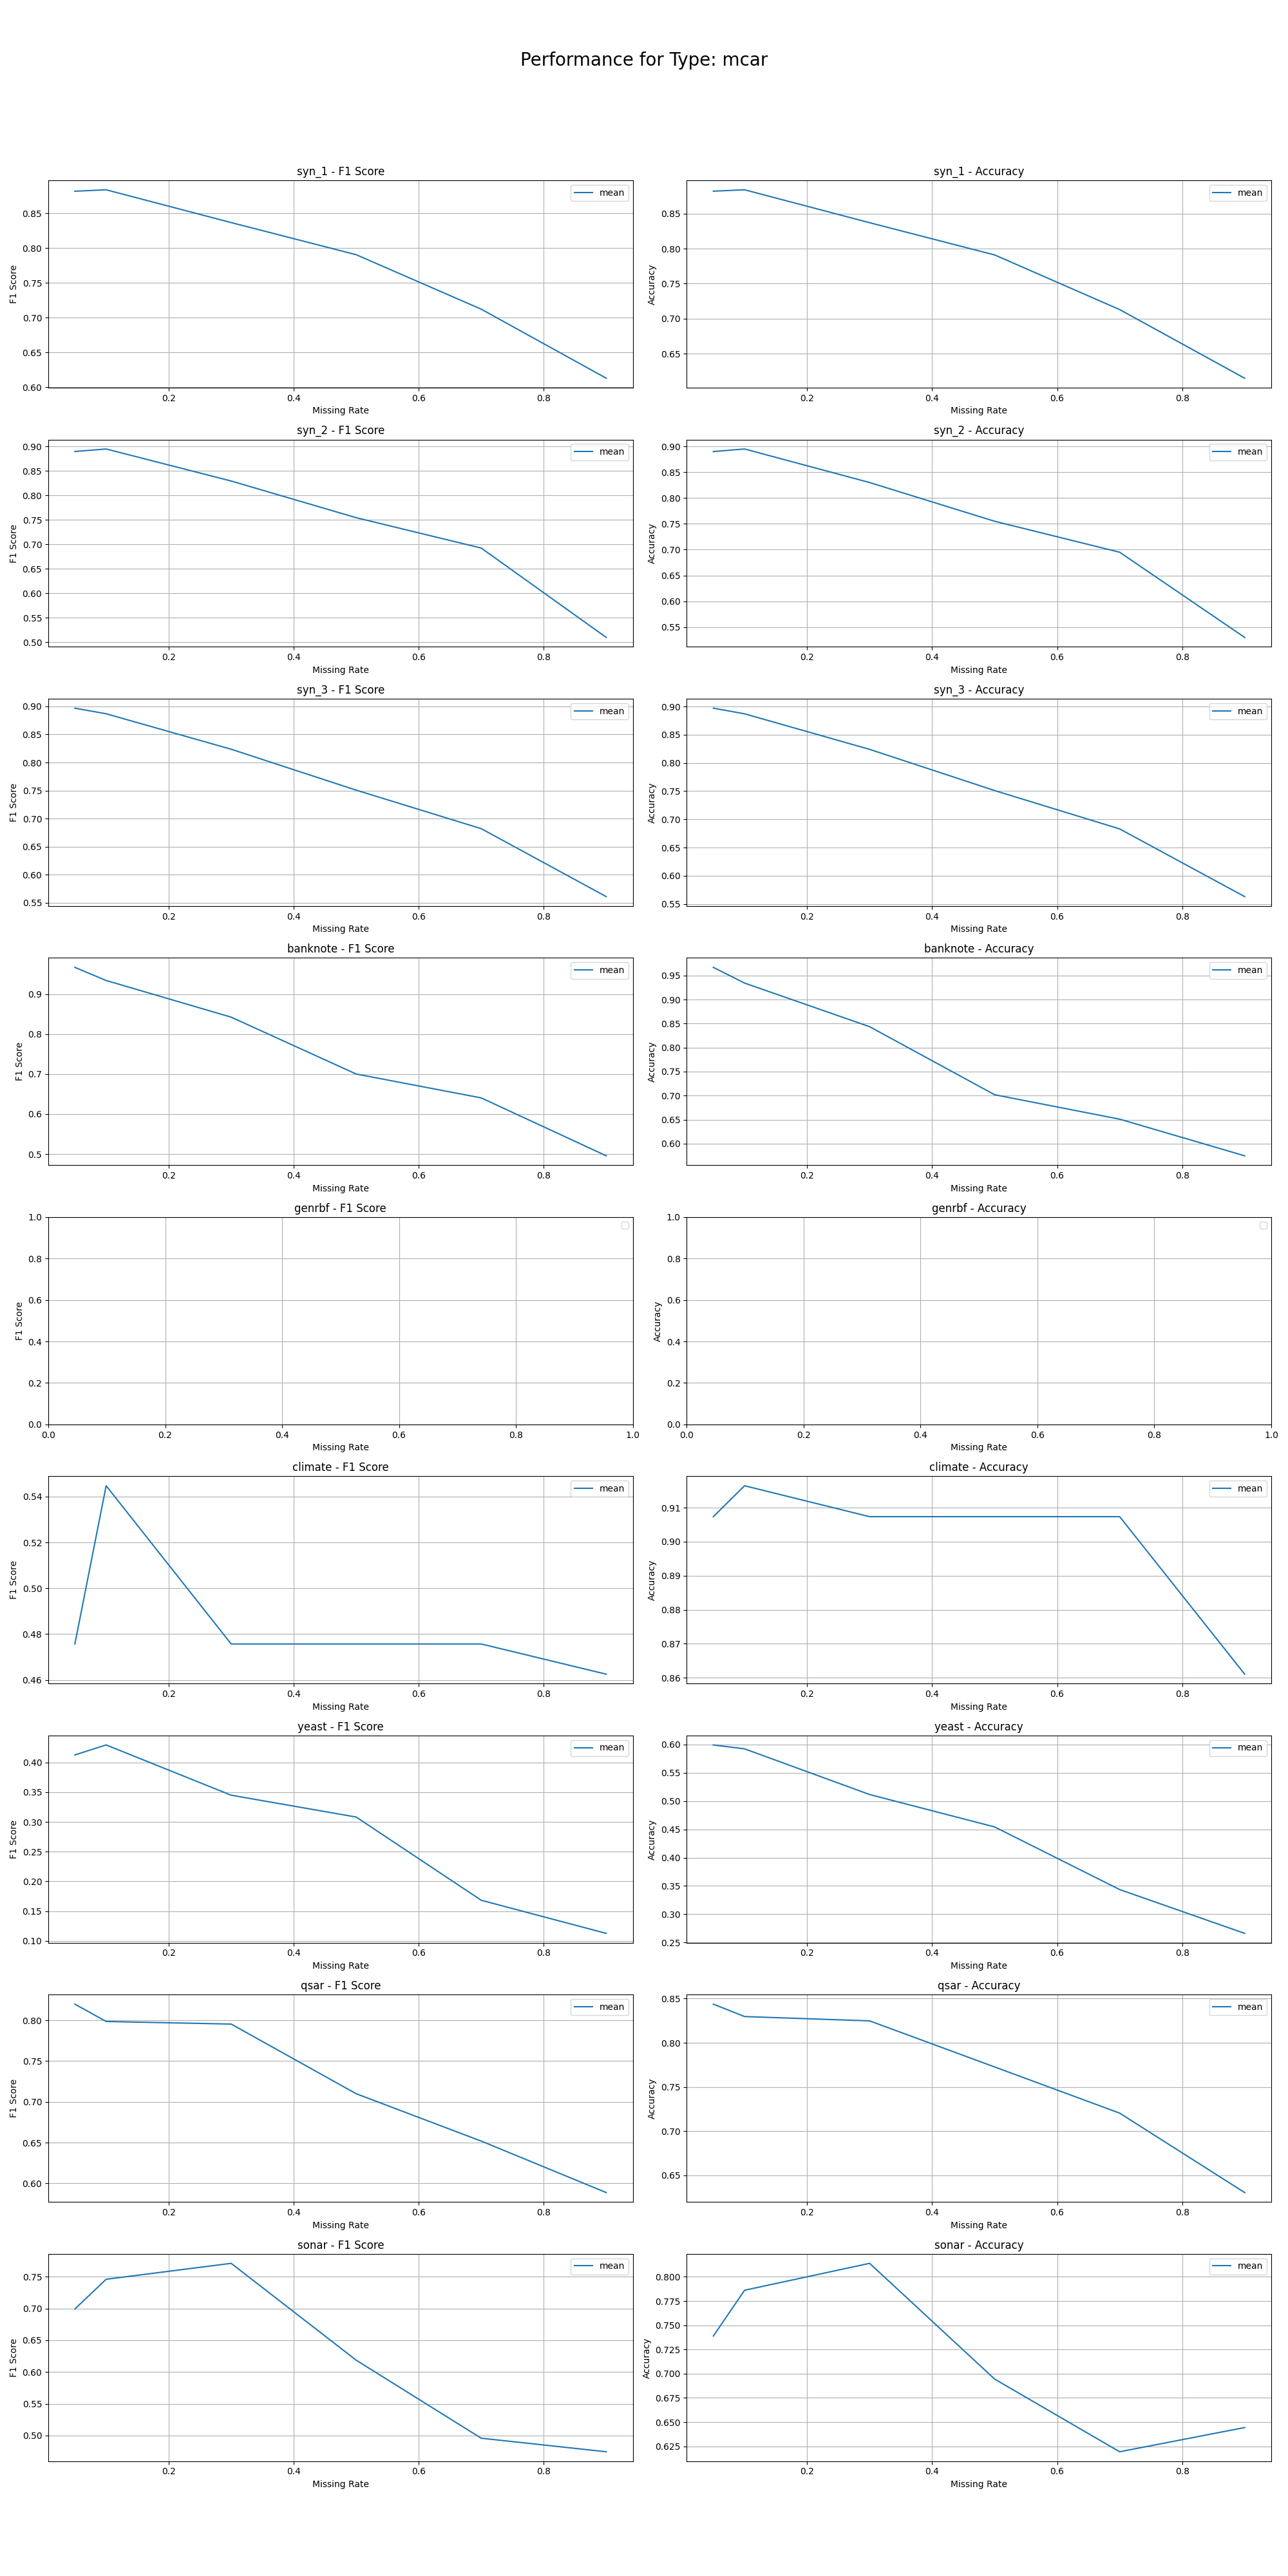 Performance for Type: mcar
syn_1 - F1 Score
mean
0.85
0.80
0.75
0.70
0.65
0.60
F1 Score
0.2 0.4 0.6 0.8
Missing Rate
syn_1 - Accuracy
mean
0.85
0.80
0.75
0.70
0.65
Accuracy
0.2 0.4 0.6 0.8
Missing Rate
syn_2 - F1 Score
mean
0.90
0.85
0.80
0.75
0.70
0.65
0.60
0.55
0.50
F1 Score
0.2 0.4 0.6 0.8
Missing Rate
syn_2 - Accuracy
mean
0.90
0.85
0.80
0.75
0.70
0.65
0.60
0.55
Accuracy
0.2 0.4 0.6 0.8
Missing Rate
syn_3 - F1 Score
mean
0.90
0.85
0.80
0.75
0.70
0.65
0.60
0.55
F1 Score
0.2 0.4 0.6 0.8
Missing Rate
syn_3 - Accuracy
mean
0.90
0.85
0.80
0.75
0.70
0.65
0.60
0.55
Accuracy
0.2 0.4 0.6 0.8
Missing Rate
banknote - F1 Score
mean
0.9
0.8
0.7
0.6
0.5
F1 Score
0.2 0.4 0.6 0.8
Missing Rate
banknote - Accuracy
mean
0.95
0.90
0.85
0.80
0.75
0.70
0.65
0.60
Accuracy
0.2 0.4 0.6 0.8
Missing Rate
genrbf - F1 Score
1.0
0.8
0.6
0.4
0.2
0.0
F1 Score
0.0 0.2 0.4 0.6 0.8 1.0
Missing Rate
genrbf - Accuracy
1.0
0.8
0.6
0.4
0.2
0.0
Accuracy
0.0 0.2 0.4 0.6 0.8 1.0
Missing Rate
climate - F1 Score
mean
0.54
0.52
0.50
0.48
0.46
F1 Score
0.2 0.4 0.6 0.8
Missing Rate
climate - Accuracy
mean
0.91
0.90
0.89
0.88
0.87
0.86
Accuracy
0.2 0.4 0.6 0.8
Missing Rate
yeast - F1 Score
mean
0.40
0.35
0.30
0.25
0.20
0.15
0.10
F1 Score
0.2 0.4 0.6 0.8
Missing Rate
yeast - Accuracy
mean
0.60
0.55
0.50
0.45
0.40
0.35
0.30
0.25
Accuracy
0.2 0.4 0.6 0.8
Missing Rate
qsar - F1 Score
mean
0.80
0.75
0.70
0.65
0.60
F1 Score
0.2 0.4 0.6 0.8
Missing Rate
qsar - Accuracy
mean
0.85
0.80
0.75
0.70
0.65
Accuracy
0.2 0.4 0.6 0.8
Missing Rate
sonar - F1 Score
mean
0.75
0.70
0.65
0.60
0.55
0.50
F1 Score
0.2 0.4 0.6 0.8
Missing Rate
sonar - Accuracy
mean
0.800
0.775
0.750
0.725
0.700
0.675
0.650
0.625
Accuracy
0.2 0.4 0.6 0.8
Missing Rate